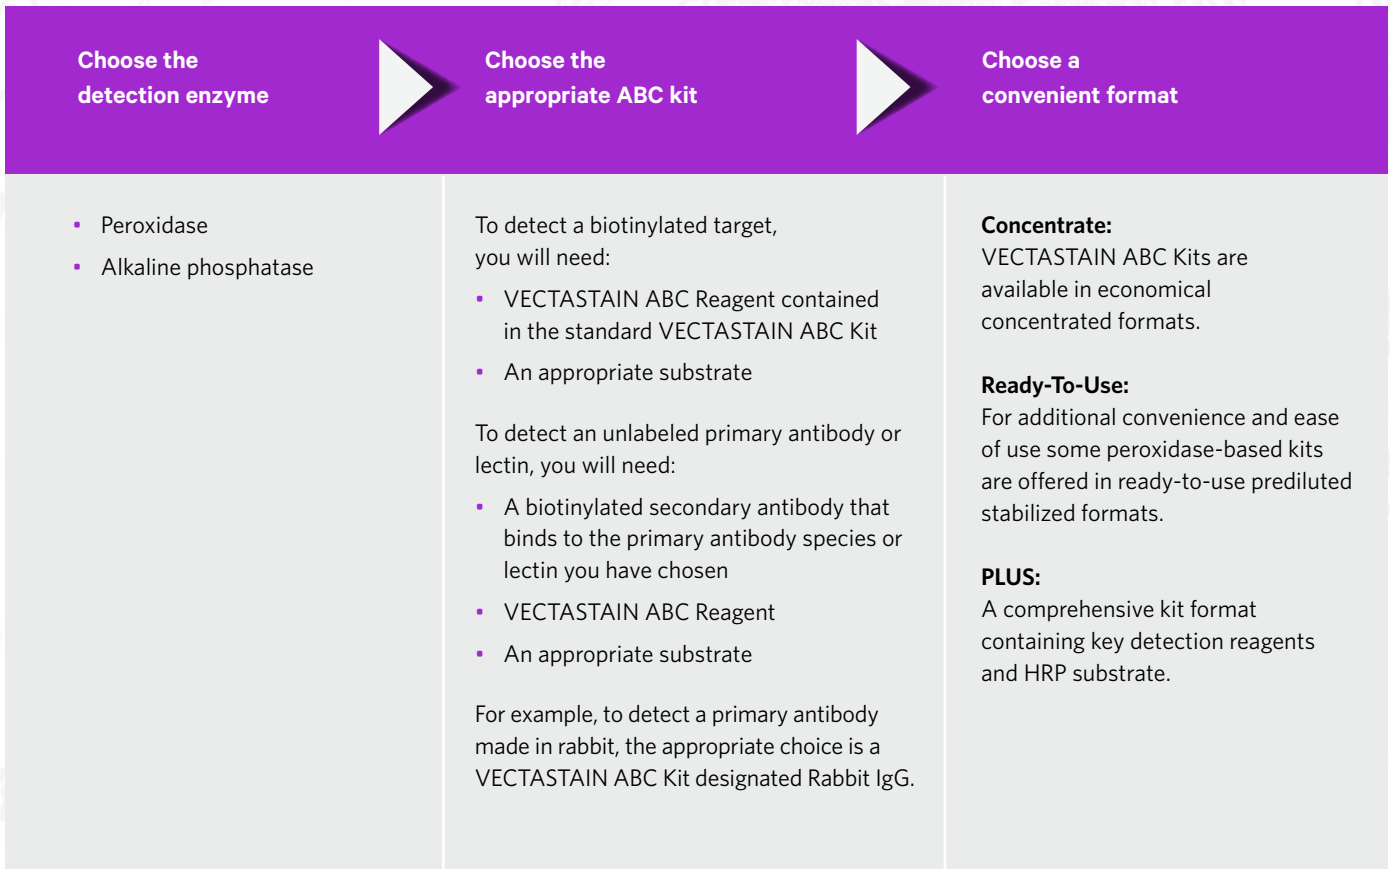 Choose the
detection enzyme
Choose the
appropriate ABC kit
Choose a
convenient format
• Peroxidase
• Alkaline phosphatase
To detect a biotinylated target,
you will need:
• VECTASTAIN ABC Reagent contained
in the standard VECTASTAIN ABC Kit
• An appropriate substrate
To detect an unlabeled primary antibody or
lectin, you will need:
• A biotinylated secondary antibody that
binds to the primary antibody species or
lectin you have chosen
• VECTASTAIN ABC Reagent
• An appropriate substrate
For example, to detect a primary antibody
made in rabbit, the appropriate choice is a
VECTASTAIN ABC Kit designated Rabbit IgG.
Concentrate:
VECTASTAIN ABC Kits are
available in economical
concentrated formats.
Ready-To-Use:
For additional convenience and ease
of use some peroxidase-based kits
are offered in ready-to-use prediluted
stabilized formats.
PLUS:
A comprehensive kit format
containing key detection reagents
and HRP substrate.